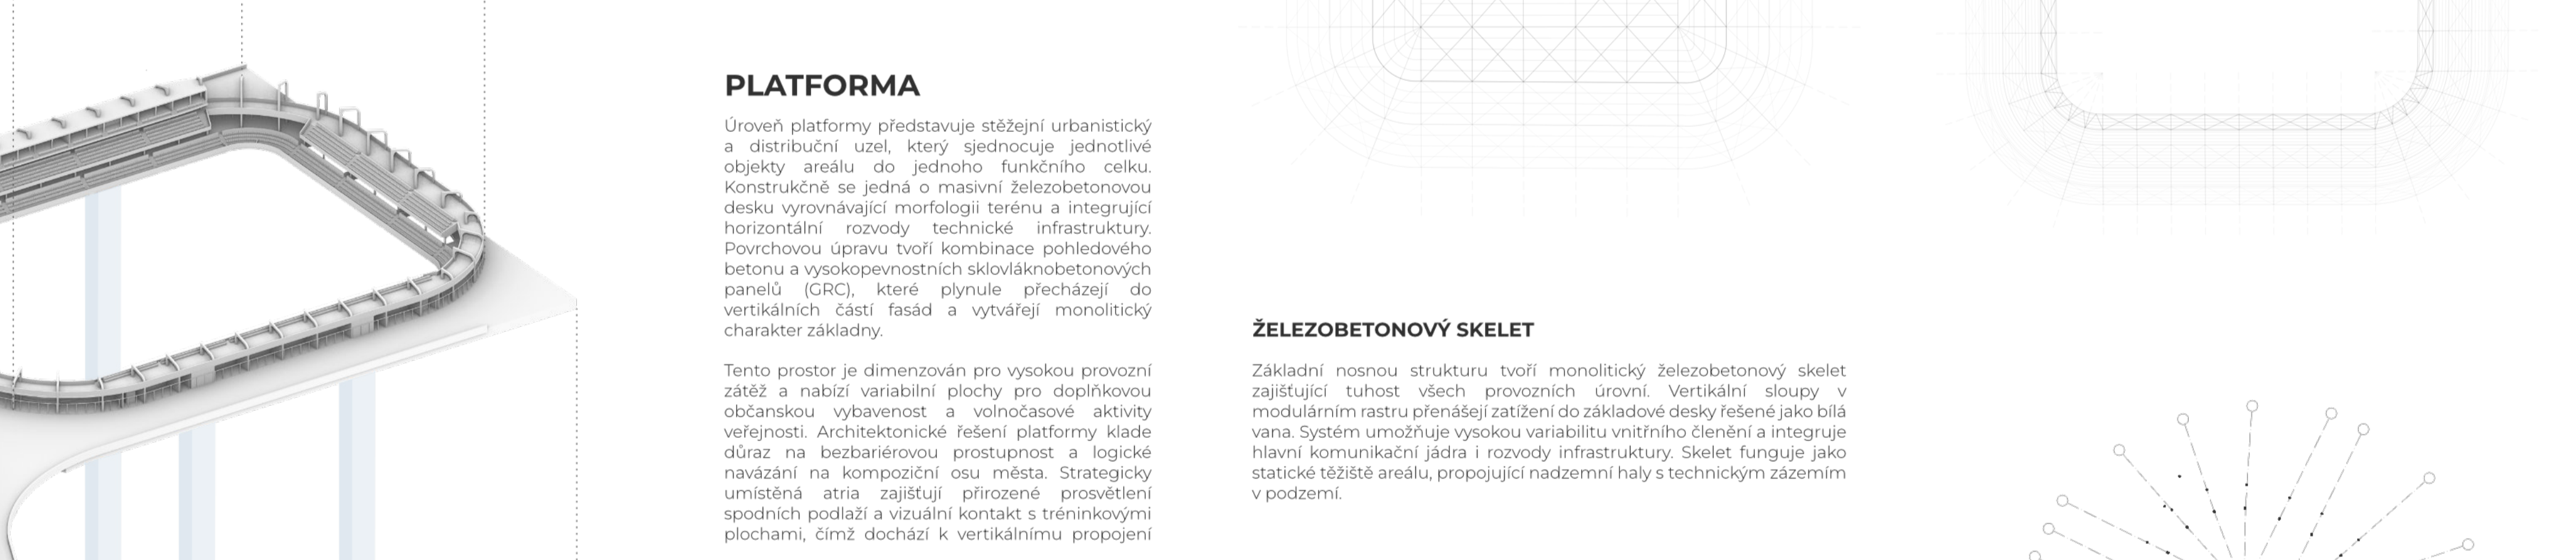 PLATFORMA
Úroveň platformy představuje stěžejní urbanistický
a distribuční uzel, který sjednocuje jednotlivé
objekty areálu do jednoho funkčního celku.
Konstrukčně se jedná o masivní železobetonovou
desku vyrovnávající morfologii terénu a integrující
horizontální rozvody technické infrastruktury.
Povrchovou úpravu tvoří kombinace pohledového
betonu a vysokopevnostních sklovláknobetonových
panelů (GRC), které plynule přecházejí do
vertikálních částí fasád a vytvářejí monolitický
charakter základny.
Tento prostor je dimenzován pro vysokou provozní
zátěž a nabízí variabilní plochy pro doplňkovou
občanskou vybavenost a volnočasové aktivity
veřejnosti. Architektonické řešení platformy klade
důraz na bezbariérovou prostupnost a logické
navázání na kompoziční osu města. Strategicky
umístěná atria zajišťují přirozené prosvětlení
spodních podlaží a vizuální kontakt s tréninkovými
plochami, čímž dochází k vertikálnímu propojení
ŽELEZOBETONOVÝ SKELET
Základní nosnou strukturu tvoří monolitický železobetonový skelet
zajišťující tuhost všech provozních úrovní. Vertikální sloupy v
modulárním rastru přenášejí zatížení do základové desky řešené jako bílá
vana. Systém umožňuje vysokou variabilitu vnitřního členění a integruje
hlavní komunikační jádra i rozvody infrastruktury. Skelet funguje jako
statické těžiště areálu, propojující nadzemní haly s technickým zázemím
v podzemí.